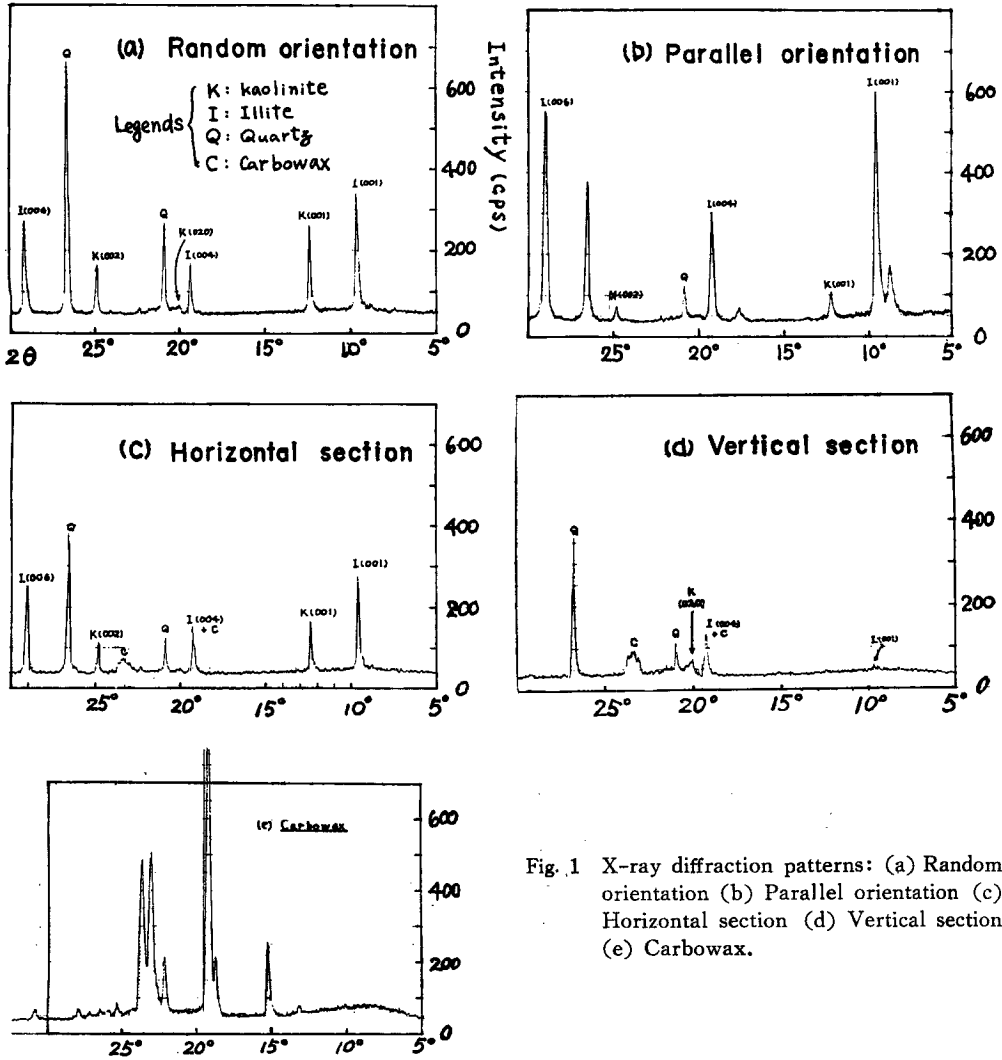 (a) Random orientation
Legends
K: kaolinite
I: Illite
Q: Quartz
C: Carbowax
I(006)
Q
K(002)
Q
K(020)
I(004)
K(001)
I(001)
600
400
200
0
2θ
25° 20° 15° 10° 5°
Intensity (cps)
(b) Parallel orientation
I(006)
K(002)
Q
I(004)
K(001)
I(001)
600
400
200
0
25° 20° 15° 10° 5°
(C) Horizontal section
I(006)
Q
K(002)
C
Q
I(004)
+ C
K(001)
I(001)
600
400
200
0
25° 20° 15° 10° 5°
(d) Vertical section
Q
C
Q
K
(020)
I(004)
+ C
I(001)
600
400
200
0
25° 20° 15° 10° 5°
(e) Carbowax
600
400
200
0
25° 20° 15° 10° 5°
Fig. 1 X-ray diffraction patterns: (a) Random
orientation (b) Parallel orientation (c)
Horizontal section (d) Vertical section
(e) Carbowax.